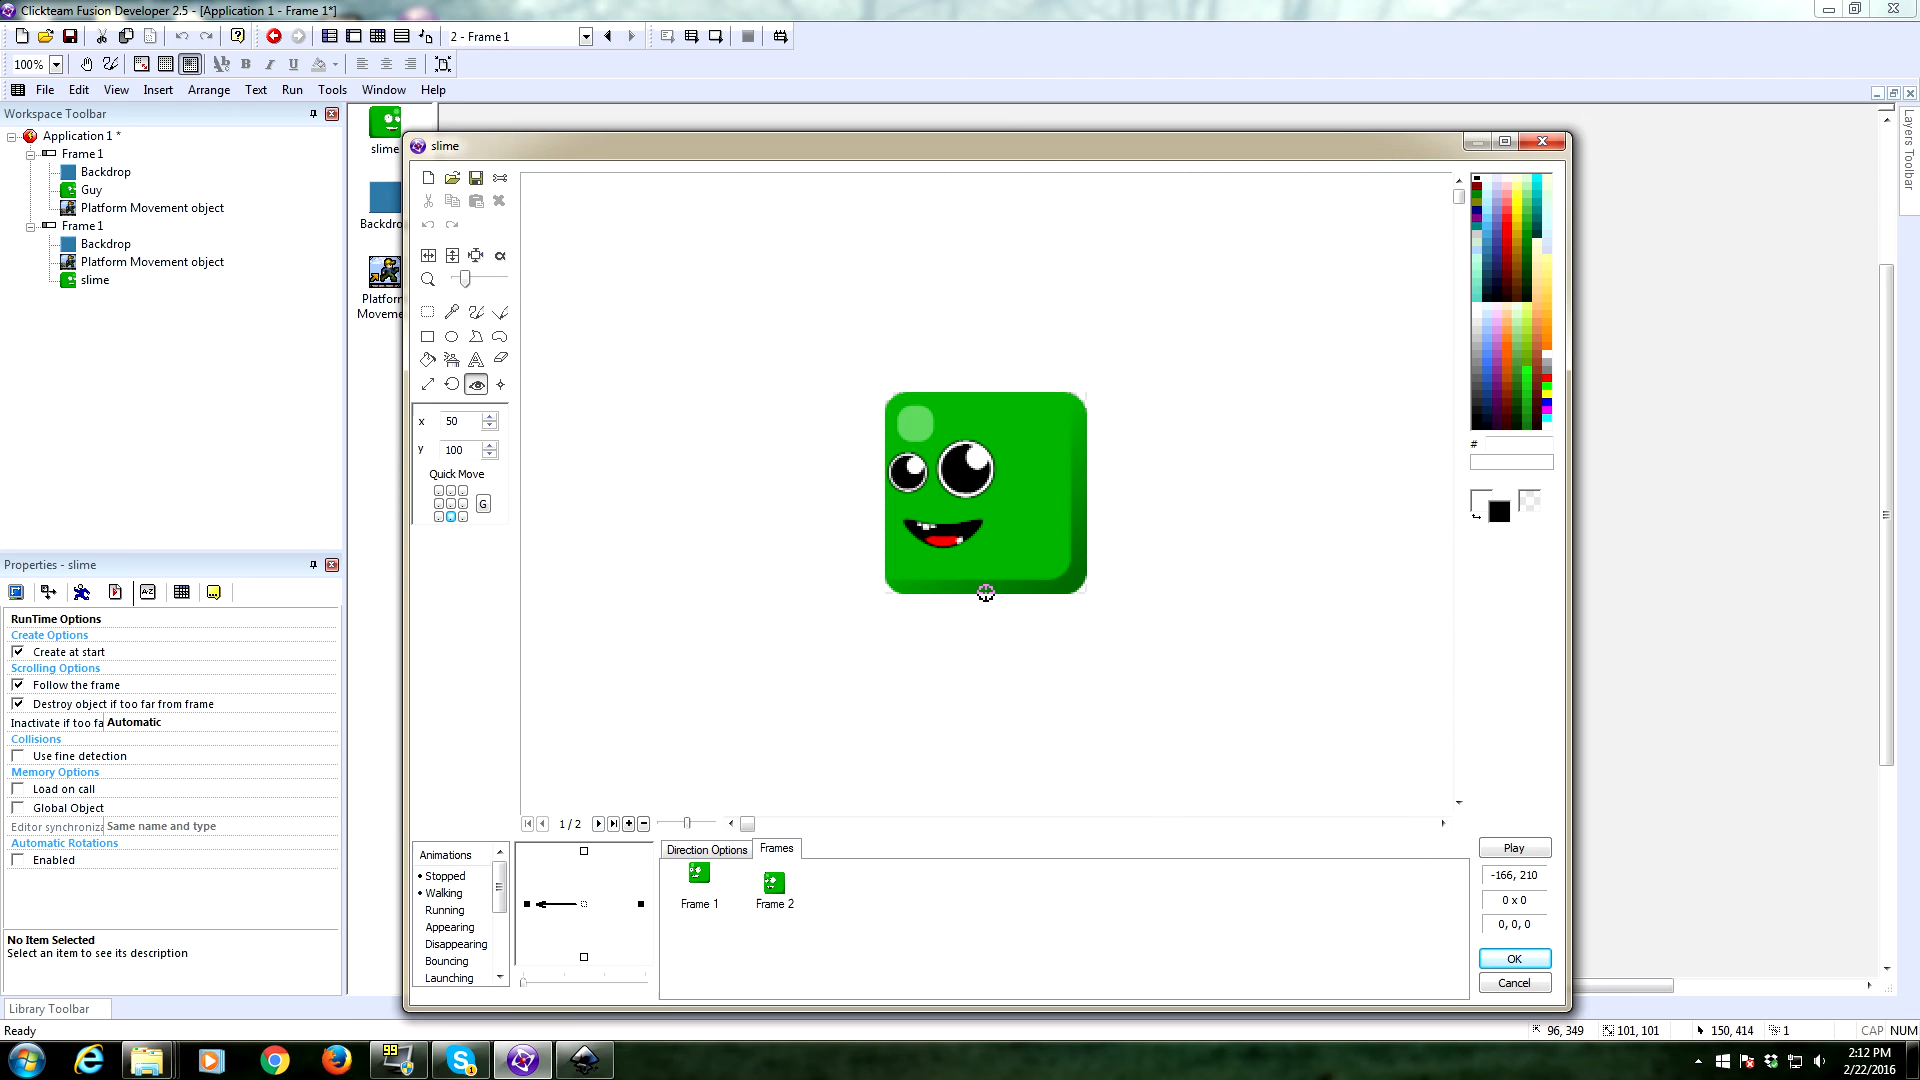 Clickteam Fusion Developer 2.5 - [Application 1 - Frame 1*]
2 - Frame 1
100%
File Edit View Insert Arrange Text Run Tools Window Help
Workspace Toolbar
Application 1 *
Frame 1
Backdrop
Guy
Platform Movement object
Frame 1
Backdrop
Platform Movement object
slime
slime
Backdro
Platforn
Moveme
Layers Toolbar
slime
x 50
y 100
Quick Move
G
#
1 / 2
Animations
Stopped
Walking
Running
Appearing
Disappearing
Bouncing
Launching
Direction Options Frames
Frame 1 Frame 2
Play
-166, 210
0 x 0
0, 0, 0
OK
Cancel
Properties - slime
RunTime Options
Create Options
Create at start
Scrolling Options
Follow the frame
Destroy object if too far from frame
Inactivate if too fa Automatic
Collisions
Use fine detection
Memory Options
Load on call
Global Object
Editor synchroniza Same name and type
Automatic Rotations
Enabled
No Item Selected
Select an item to see its description
Library Toolbar
Ready
96, 349 101, 101 150, 414 1 CAP NUM
99
1
2:12 PM
2/22/2016